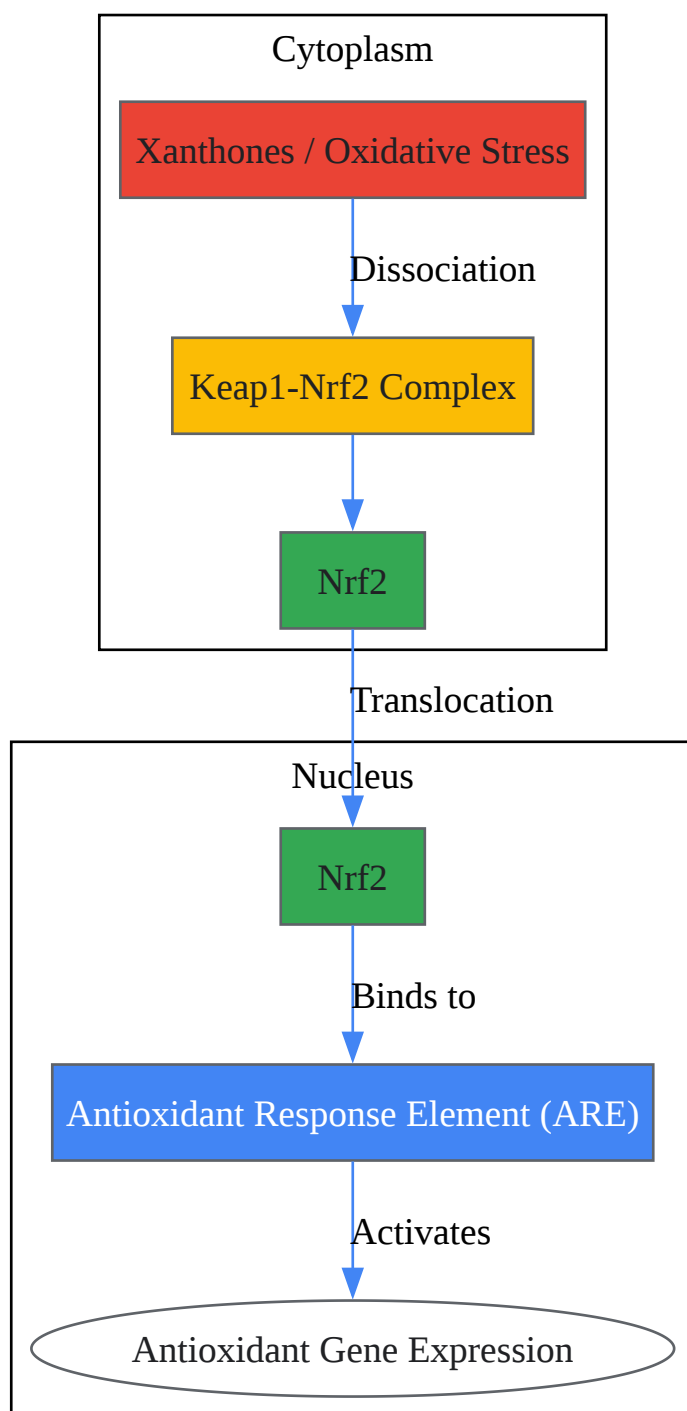 Cytoplasm
Xanthones / Oxidative Stress
Dissociation
Keap1-Nrf2 Complex
Nrf2
Translocation
Nucleus
Nrf2
Binds to
Antioxidant Response Element (ARE)
Activates
Antioxidant Gene Expression